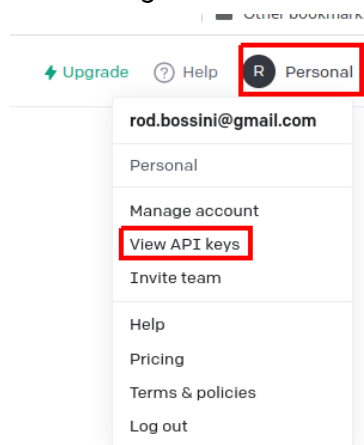 Other bookmark
Upgrade Help R Personal
rod.bossini@gmail.com
Personal
Manage account
View API keys
Invite team
Help
Pricing
Terms & policies
Log out